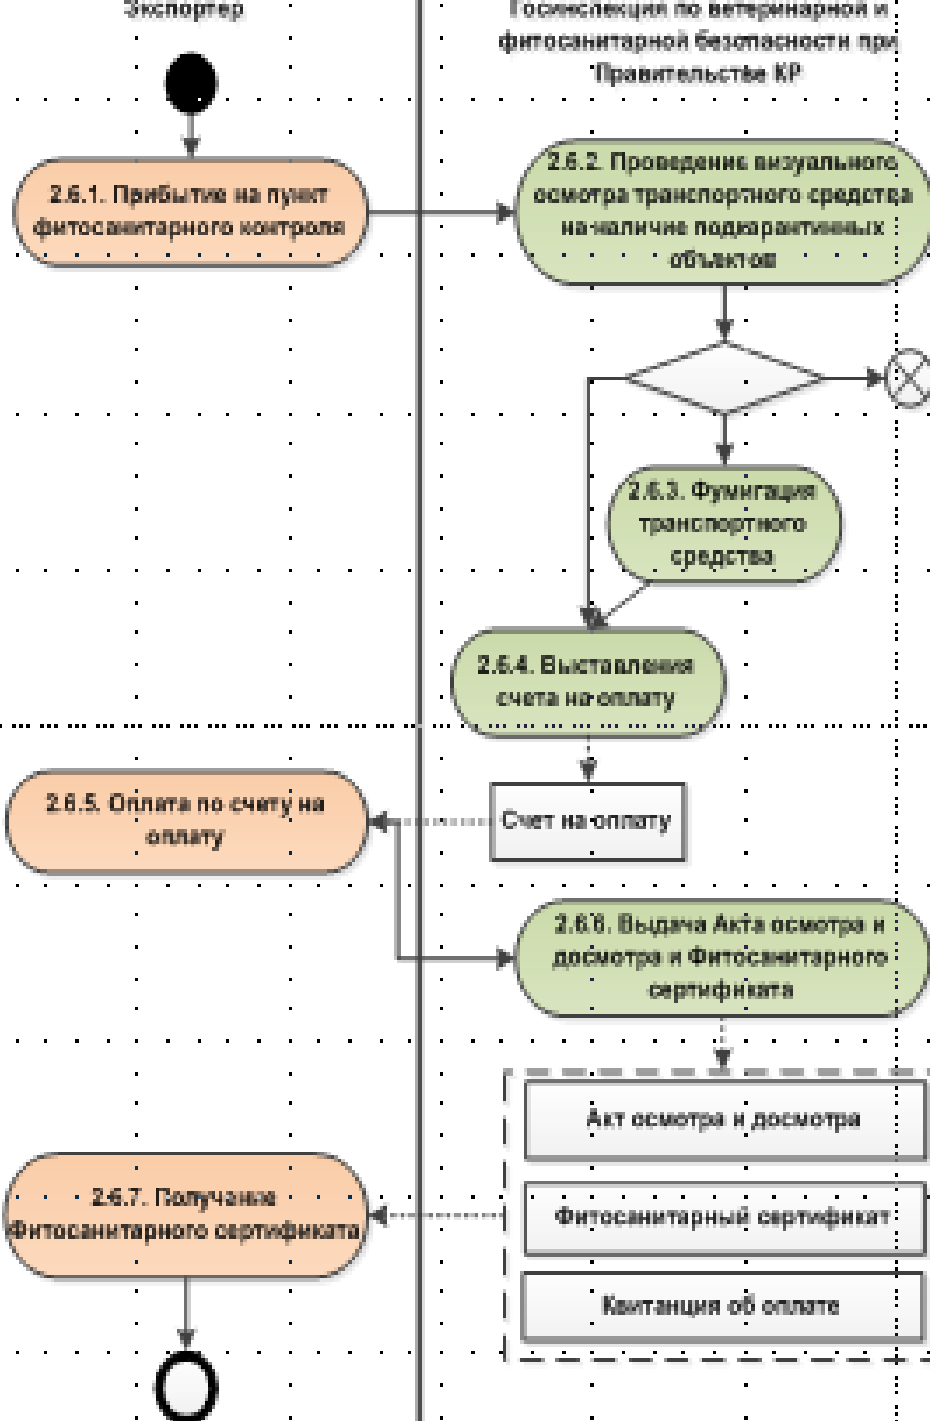 Экспортер
Госинспекция по ветеринарной и
фитосанитарной безопасности при
Правительстве КР
2.6.1. Прибытие на пункт
фитосанитарного контроля
2.6.2. Проведение визуального
осмотра транспортного средства
на наличие подкарантинных
объектов
2.6.3. Фумигация
транспортного
средства
2.6.4. Выставления
счета на оплату
2.6.5. Оплата по счету на
оплату
Счет на оплату
2.6.6. Выдача Акта осмотра и
досмотра и Фитосанитарного
сертификата
Акт осмотра и досмотра
2.6.7. Получение
Фитосанитарного сертификата
Фитосанитарный сертификат
Квитанция об оплате